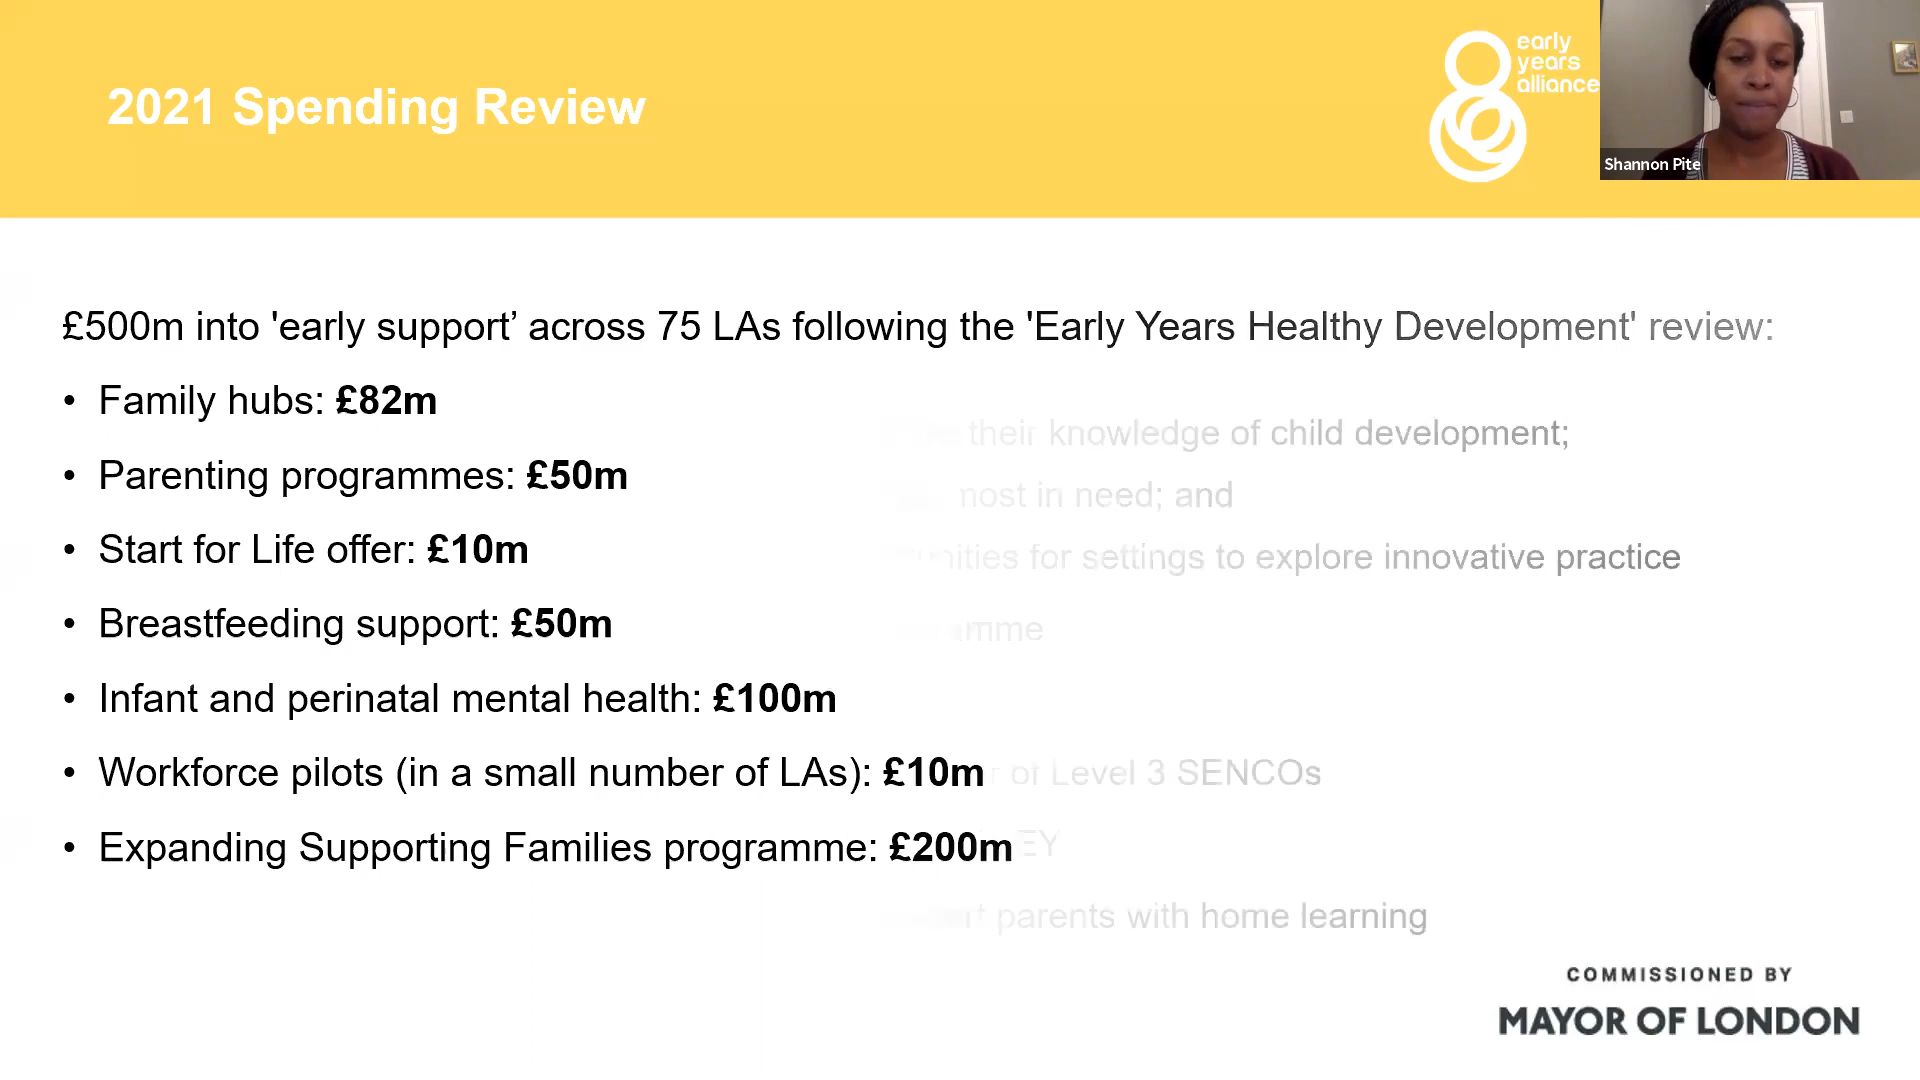 2021 Spending Review
early
years
alliance
Shannon Pite
£500m into 'early support’ across 75 LAs following the 'Early Years Healthy Development' review:
• Family hubs: £82m
their knowledge of child development;
• Parenting programmes: £50m
most in need; and
• Start for Life offer: £10m
for settings to explore innovative practice
• Breastfeeding support: £50m
• Infant and perinatal mental health: £100m
• Workforce pilots (in a small number of LAs): £10m
of Level 3 SENCOs
• Expanding Supporting Families programme: £200m
EY
parents with home learning
COMMISSIONED BY
MAYOR OF LONDON